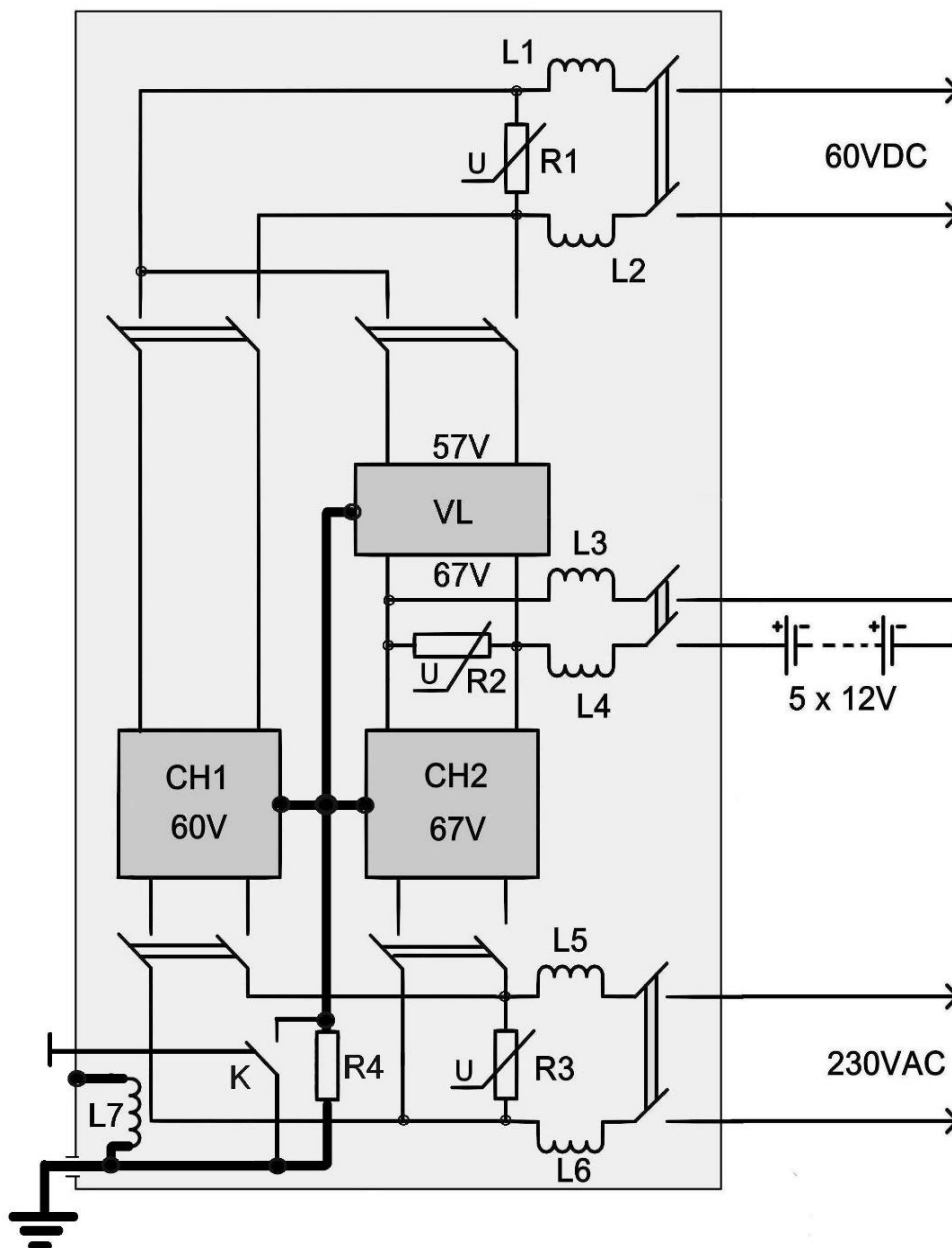 L1
U
R1
60VDC
L2
57V
VL
67V
L3
+ - + -
U
R2
L4
5 x 12V
CH1
60V
CH2
67V
L5
K
R4
U
R3
230VAC
L7
L6